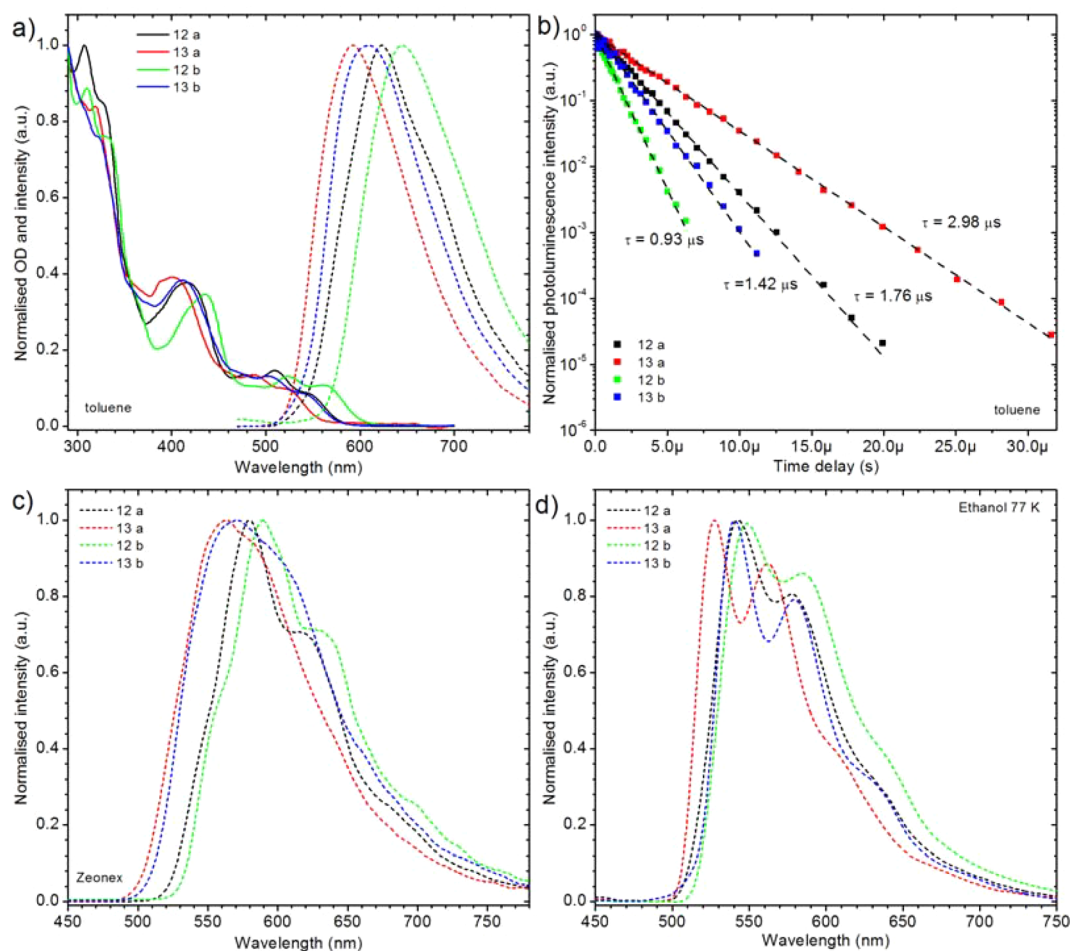 a)
12 a
13 a
12 b
13 b
toluene
Normalised OD and intensity (a.u.)
0.0
0.2
0.4
0.6
0.8
1.0
300
400
500
600
700
Wavelength (nm)
b)
τ = 2.98 μs
τ = 0.93 μs
τ =1.42 μs
τ = 1.76 μs
12 a
13 a
12 b
13 b
toluene
Normalised photoluminescence intensity (a.u.)
10^0
10^-1
10^-2
10^-3
10^-4
10^-5
10^-6
0.0
5.0μ
10.0μ
15.0μ
20.0μ
25.0μ
30.0μ
Time delay (s)
c)
12 a
13 a
12 b
13 b
Zeonex
Normalised intensity (a.u.)
1.0
0.8
0.6
0.4
0.2
0.0
450
500
550
600
650
700
750
Wavelength (nm)
d)
Ethanol 77 K
12 a
13 a
12 b
13 b
Normalised intensity (a.u.)
1.0
0.8
0.6
0.4
0.2
0.0
450
500
550
600
650
700
750
Wavelength (nm)